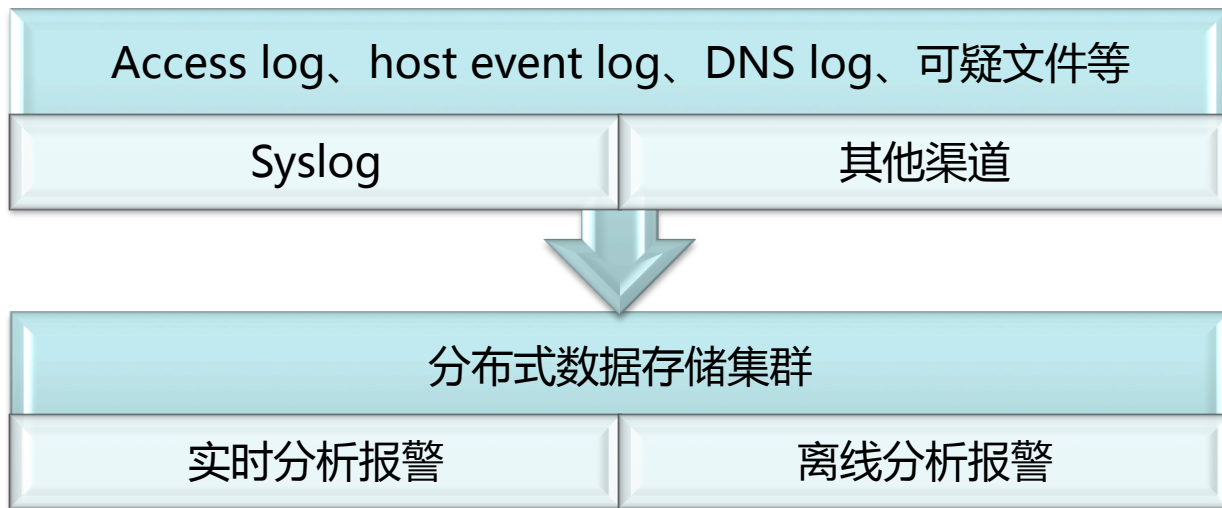 Access log、host event log、DNS log、可疑文件等
Syslog
其他渠道
分布式数据存储集群
实时分析报警
离线分析报警